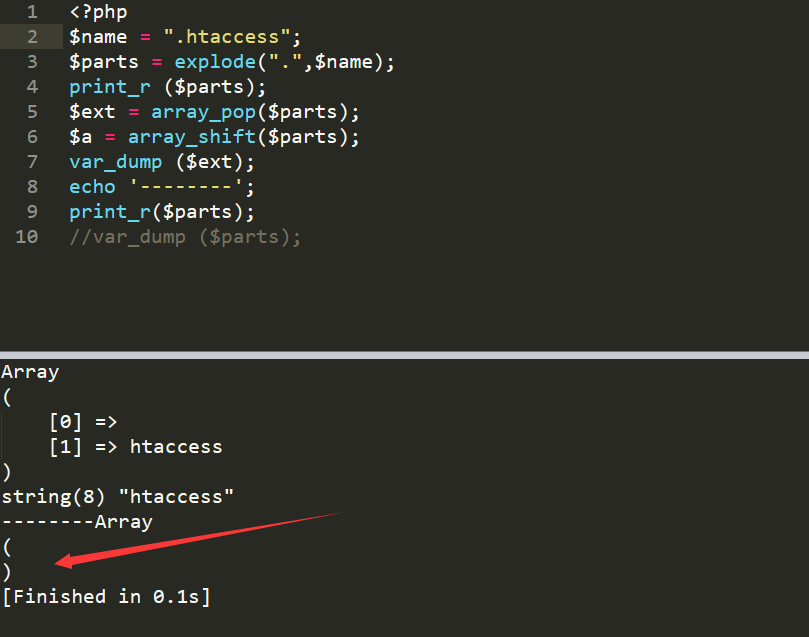 1 <?php
2 $name = ".htaccess";
3 $parts = explode(".",$name);
4 print_r ($parts);
5 $ext = array_pop($parts);
6 $a = array_shift($parts);
7 var_dump ($ext);
8 echo '--------';
9 print_r($parts);
10 //var_dump ($parts);
Array
(
    [0] =>
    [1] => htaccess
)
string(8) "htaccess"
--------Array
(
)
[Finished in 0.1s]